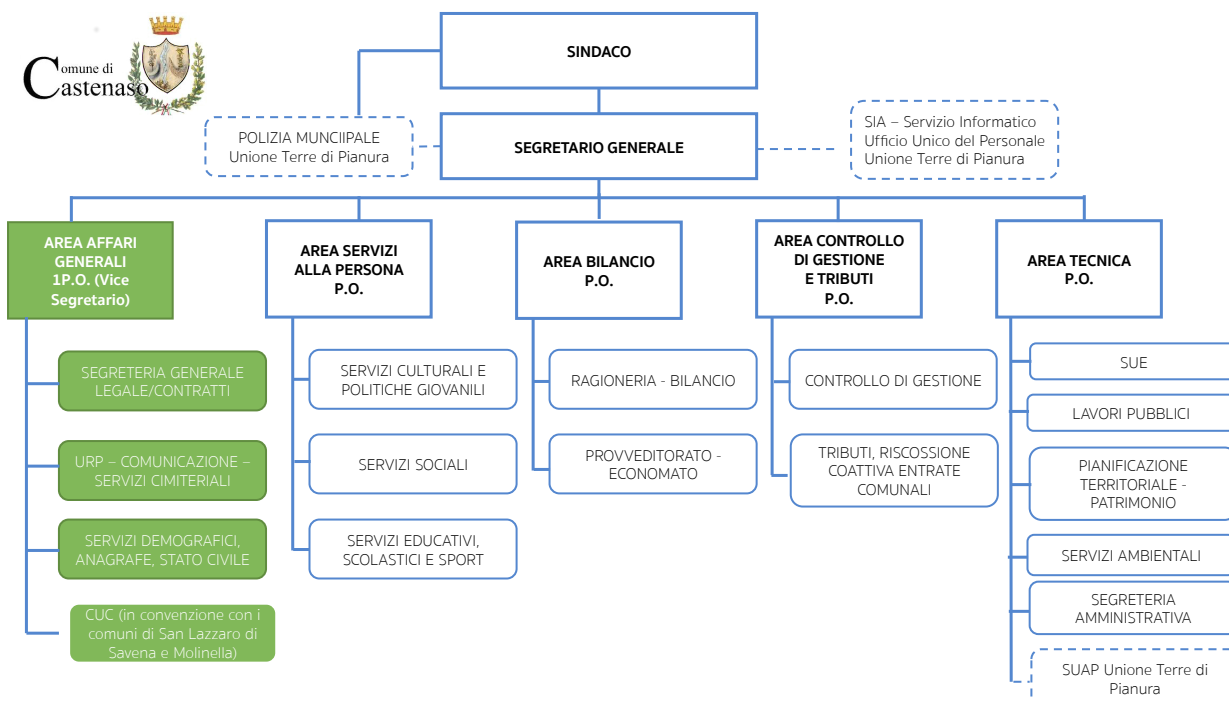 Comune di
Castenaso
SINDACO
POLIZIA MUNCIIPALE
Unione Terre di Pianura
SEGRETARIO GENERALE
SIA – Servizio Informatico
Ufficio Unico del Personale
Unione Terre di Pianura
AREA AFFARI
GENERALI
1P.O. (Vice
Segretario)
SEGRETERIA GENERALE
LEGALE/CONTRATTI
URP – COMUNICAZIONE –
SERVIZI CIMITERIALI
SERVIZI DEMOGRAFICI,
ANAGRAFE, STATO CIVILE
CUC (in convenzione con i
comuni di San Lazzaro di
Savena e Molinella)
AREA SERVIZI
ALLA PERSONA
P.O.
SERVIZI CULTURALI E
POLITICHE GIOVANILI
SERVIZI SOCIALI
SERVIZI EDUCATIVI,
SCOLASTICI E SPORT
AREA BILANCIO
P.O.
RAGIONERIA - BILANCIO
PROVVEDITORATO -
ECONOMATO
AREA CONTROLLO
DI GESTIONE
E TRIBUTI
P.O.
CONTROLLO DI GESTIONE
TRIBUTI, RISCOSSIONE
COATTIVA ENTRATE
COMUNALI
AREA TECNICA
P.O.
SUE
LAVORI PUBBLICI
PIANIFICAZIONE
TERRITORIALE -
PATRIMONIO
SERVIZI AMBIENTALI
SEGRETERIA
AMMINISTRATIVA
SUAP Unione Terre di
Pianura